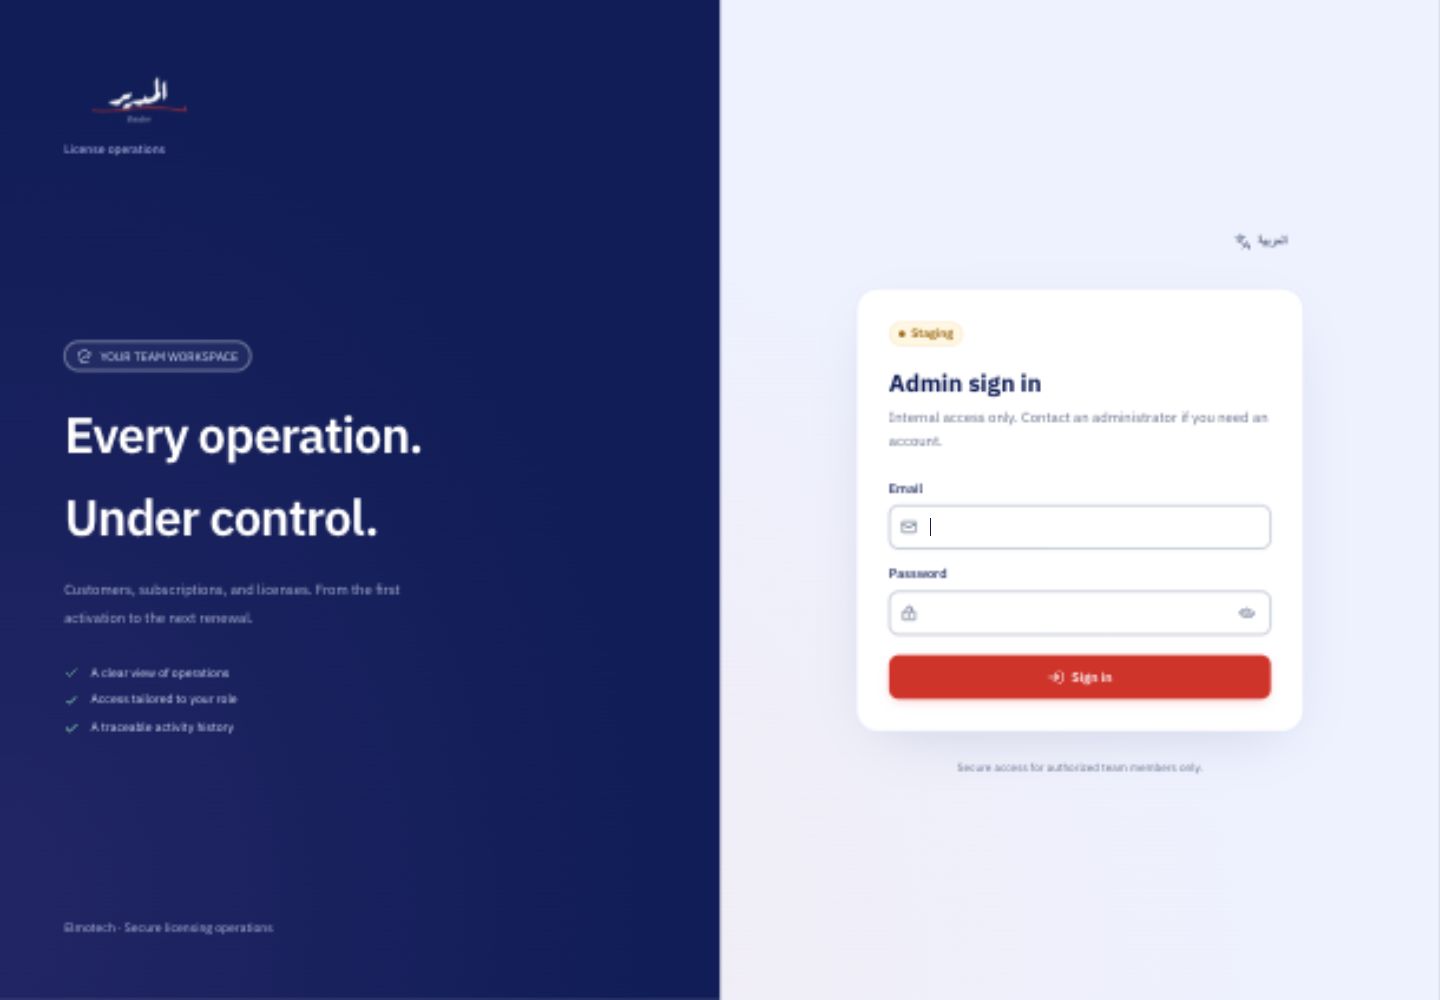 المدير
License operations
YOUR TEAM WORKSPACE
Every operation.
Under control.
Customers, subscriptions, and licenses. From the first
activation to the next renewal.
A clear view of operations
Access tailored to your role
A traceable activity history
Elmotech · Secure licensing operations
العربية
Staging
Admin sign in
Internal access only. Contact an administrator if you need an
account.
Email
Password
Sign in
Secure access for authorized team members only.